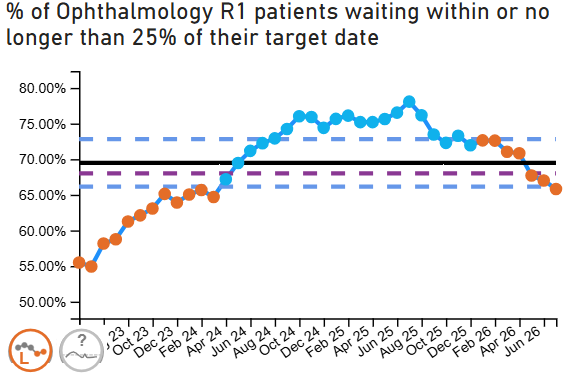 % of Ophthalmology R1 patients waiting within or no
longer than 25% of their target date
80.00%
75.00%
70.00%
65.00%
60.00%
55.00%
50.00%
23 Oct 23 Dec 23 Feb 24 Apr 24 Jun 24 Aug 24 Oct 24 Dec 24 Feb 25 Apr 25 Jun 25 Aug 25 Oct 25 Dec 25 Feb 26 Apr 26 Jun 26
L
?